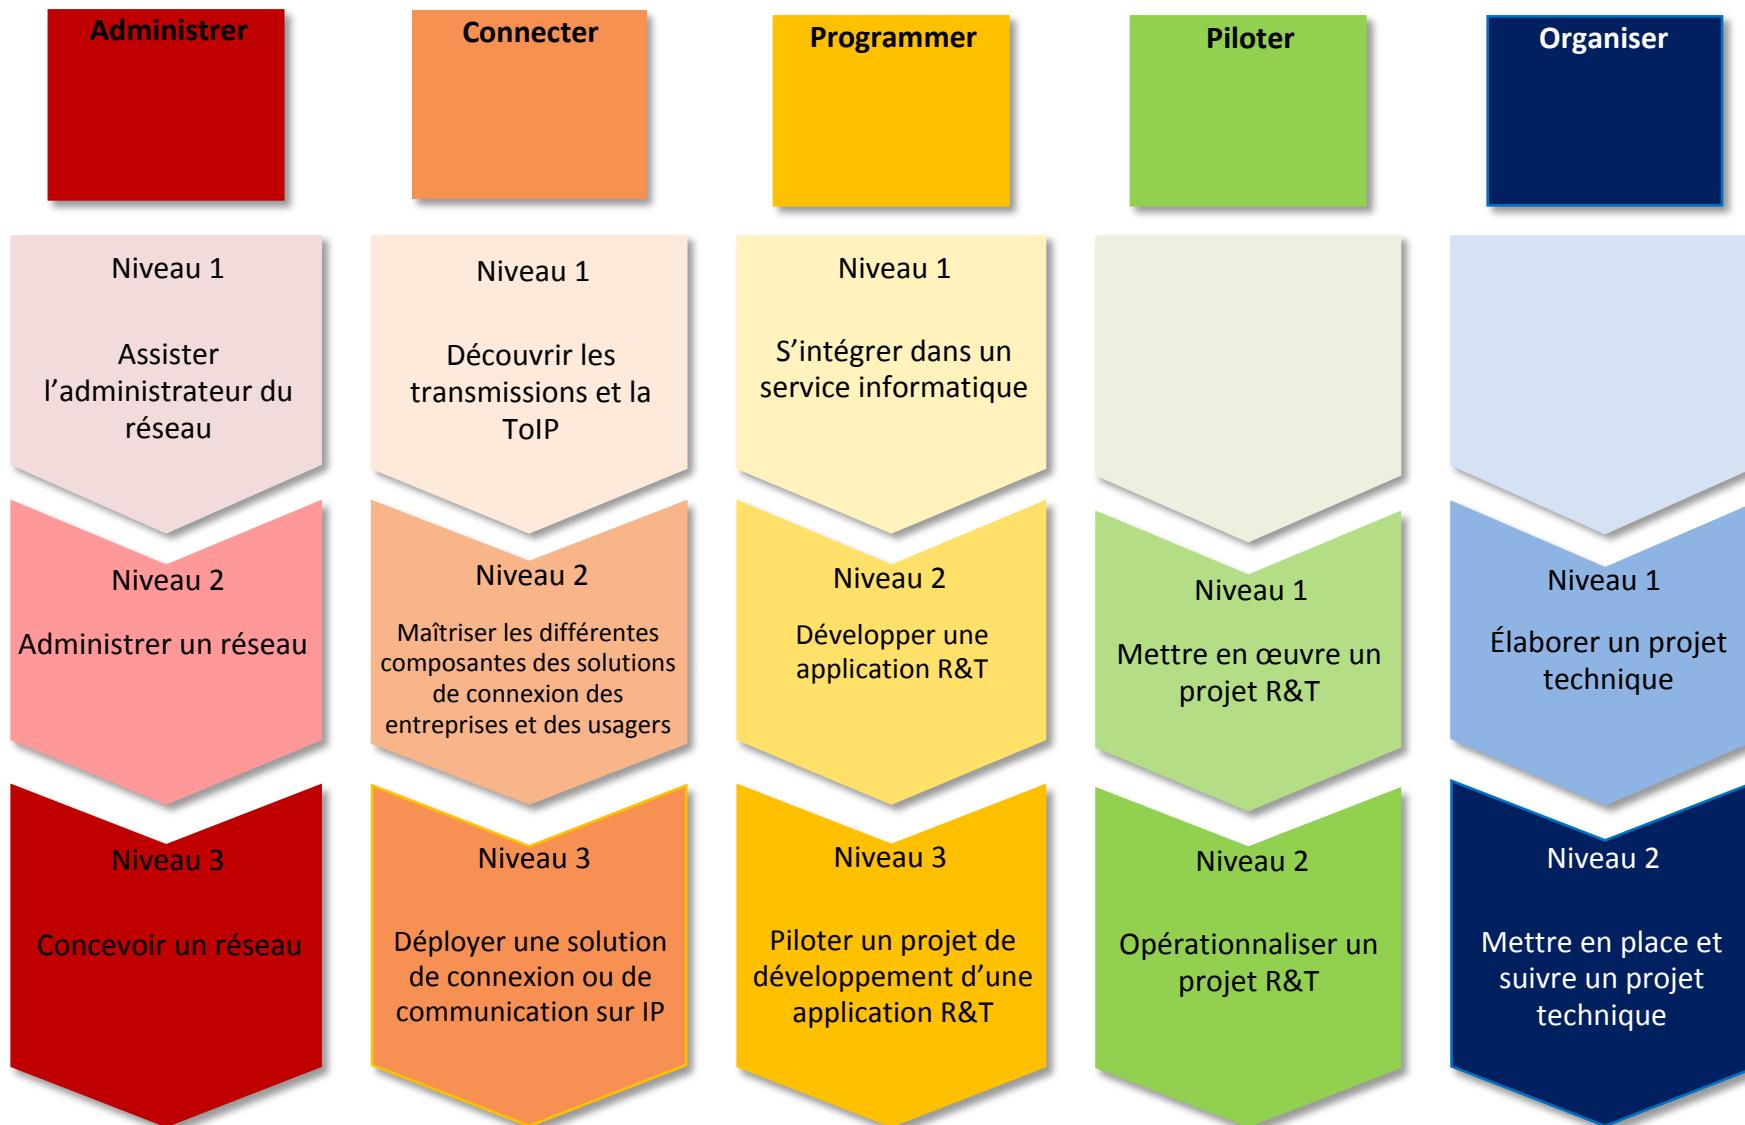 Administrer
Connecter
Programmer
Piloter
Organiser
Niveau 1
Assister
l’administrateur du
réseau
Niveau 1
Découvrir les
transmissions et la
ToIP
Niveau 1
S’intégrer dans un
service informatique
Niveau 2
Administrer un réseau
Niveau 2
Maîtriser les différentes
composantes des solutions
de connexion des
entreprises et des usagers
Niveau 2
Développer une
application R&T
Niveau 1
Mettre en œuvre un
projet R&T
Niveau 1
Élaborer un projet
technique
Niveau 3
Concevoir un réseau
Niveau 3
Déployer une solution
de connexion ou de
communication sur IP
Niveau 3
Piloter un projet de
développement d’une
application R&T
Niveau 2
Opérationnaliser un
projet R&T
Niveau 2
Mettre en place et
suivre un projet
technique